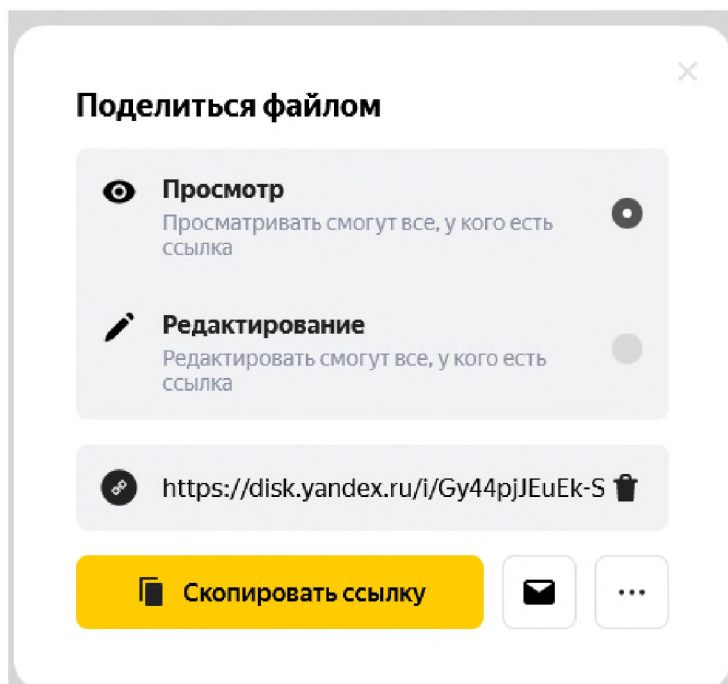 Поделиться файлом
Просмотр
Просматривать смогут все, у кого есть
ссылка
Редактирование
Редактировать смогут все, у кого есть
ссылка
https://disk.yandex.ru/i/Gy44pjJEuEk-S
Скопировать ссылку